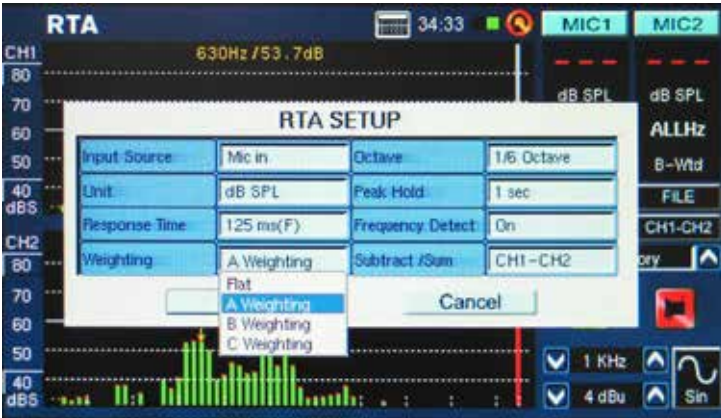 RTA
34:33
MIC1
MIC2
CH1
630Hz/53.7dB
80
70
60
50
40
dBS
dB SPL
dB SPL
ALLHz
B-Wtd
FILE
CH1-CH2
RTA SETUP
Input Source
Mic in
Octave
1/6 Octave
Unit
dB SPL
Peak Hold
1 sec
Response Time
125 ms(F)
Frequency Detect
On
Weighting
A Weighting
Subtract /Sum
CH1-CH2
Flat
A Weighting
B Weighting
C Weighting
Cancel
CH2
80
70
60
50
40
dBS
ory
1 KHz
4 dBu
Sin